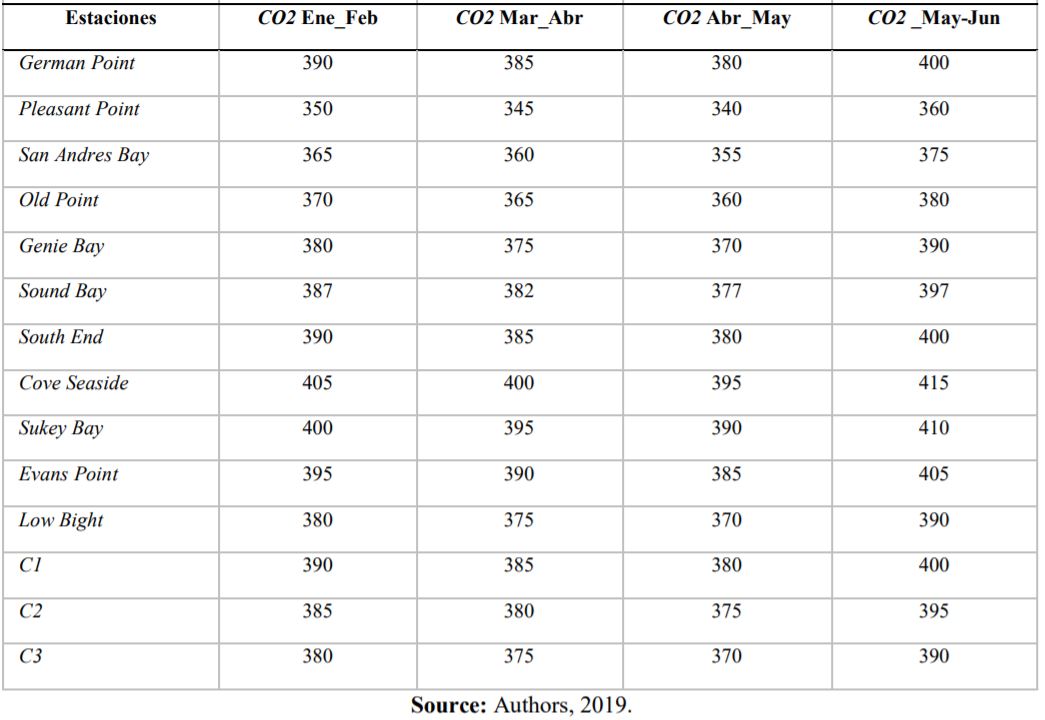 Estaciones CO2 Ene_Feb CO2 Mar_Abr CO2 Abr_May CO2 _May-Jun
German Point 390 385 380 400
Pleasant Point 350 345 340 360
San Andres Bay 365 360 355 375
Old Point 370 365 360 380
Genie Bay 380 375 370 390
Sound Bay 387 382 377 397
South End 390 385 380 400
Cove Seaside 405 400 395 415
Sukey Bay 400 395 390 410
Evans Point 395 390 385 405
Low Bight 380 375 370 390
C1 390 385 380 400
C2 385 380 375 395
C3 380 375 370 390
Source: Authors, 2019.